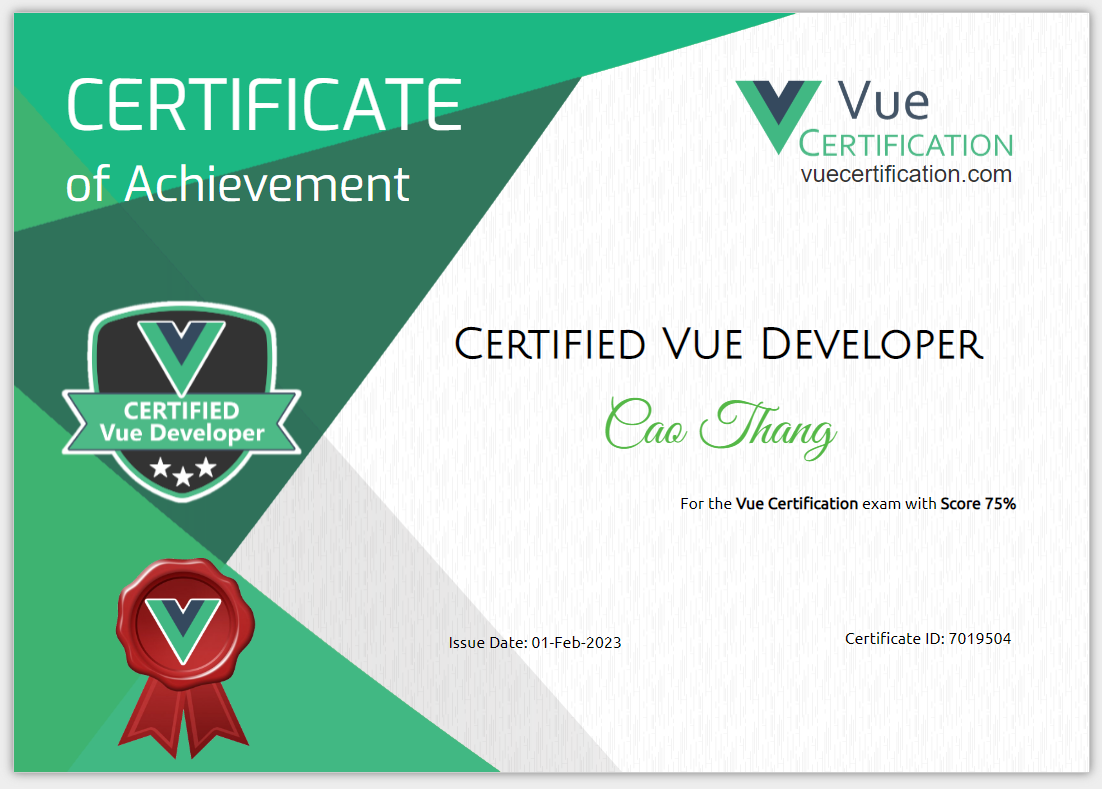 CERTIFICATE
of Achievement
Vue
CERTIFICATION
vuecertification.com
CERTIFIED VUE DEVELOPER
Cao Thang
CERTIFIED
Vue Developer
For the Vue Certification exam with Score 75%
Issue Date: 01-Feb-2023
Certificate ID: 7019504